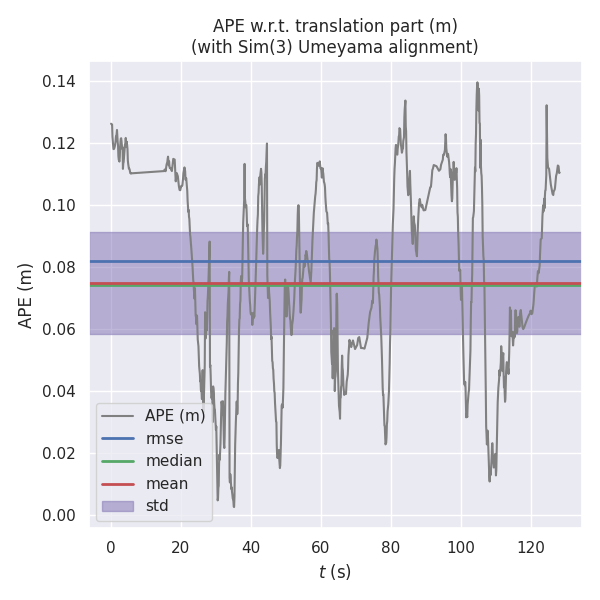 APE w.r.t. translation part (m)
(with Sim(3) Umeyama alignment)
APE (m)
0.14
0.12
0.10
0.08
0.06
0.04
0.02
0.00
APE (m)
rmse
median
mean
std
0 20 40 60 80 100 120
t (s)